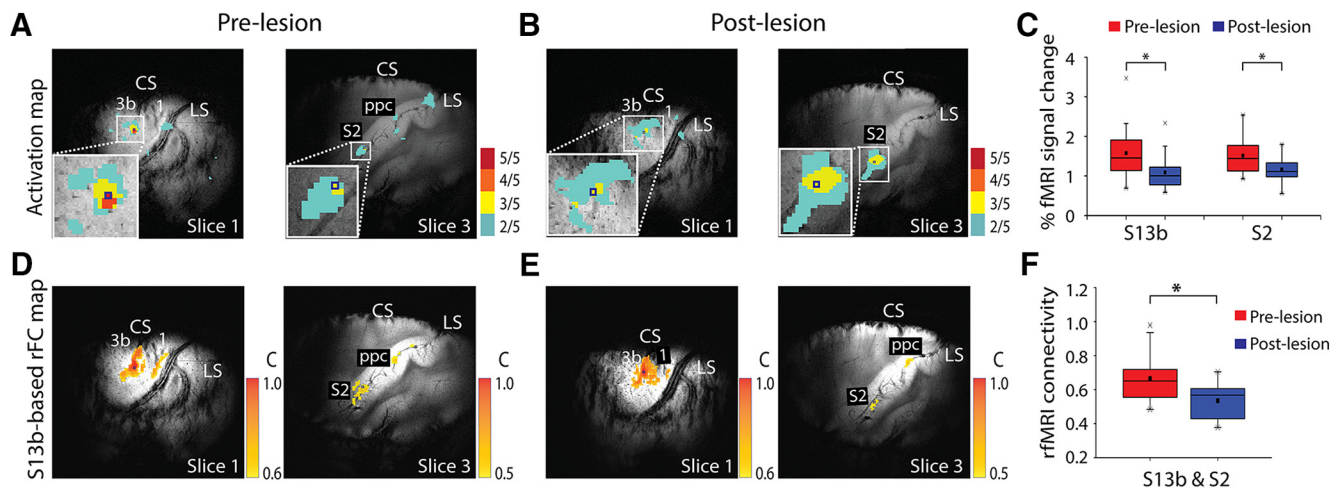 Pre-lesion
Post-lesion
A
Activation map
CS
3b
1
LS
Slice 1
CS
ppc
LS
S2
Slice 3
5/5
4/5
3/5
2/5
B
CS
3b
1
LS
Slice 1
CS
LS
S2
Slice 3
5/5
4/5
3/5
2/5
C
Pre-lesion
Post-lesion
% fMRI signal change
4
3
2
1
0
*
*
S13b
S2
D
S13b-based rFC map
CS
3b
1
LS
Slice 1
C
1.0
0.6
CS
ppc
LS
S2
Slice 3
C
1.0
0.5
E
CS
3b
1
LS
Slice 1
C
1.0
0.6
CS
ppc
LS
S2
Slice 3
C
1.0
0.5
F
rfMRI connectivity
1.2
1.0
0.8
0.6
0.4
0.2
*
Pre-lesion
Post-lesion
S13b & S2